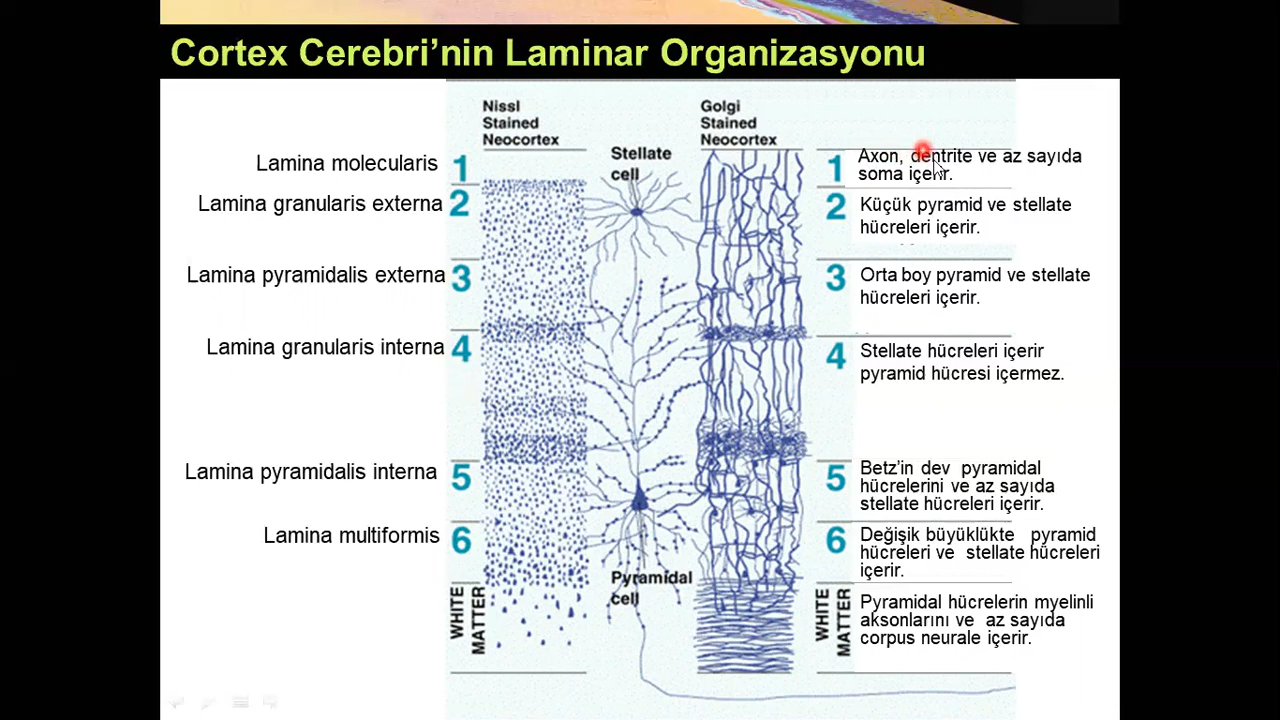 Cortex Cerebri’nin Laminar Organizasyonu
Nissl
Stained
Neocortex
Stellate
cell
Golgi
Stained
Neocortex
Lamina molecularis 1
Lamina granularis externa 2
Lamina pyramidalis externa 3
Lamina granularis interna 4
Lamina pyramidalis interna 5
Lamina multiformis 6
WHITE
MATTER
Pyramidal
cell
1 Axon, dentrite ve az sayıda
soma içerir.
2 Küçük pyramid ve stellate
hücreleri içerir.
3 Orta boy pyramid ve stellate
hücreleri içerir.
4 Stellate hücreleri içerir
pyramid hücresi içermez.
5 Betz’in dev pyramidal
hücrelerini ve az sayıda
stellate hücreleri içerir.
6 Değişik büyüklükte pyramid
hücreleri ve stellate hücreleri
içerir.
WHITE
MATTER
Pyramidal hücrelerin myelinli
aksonlarını ve az sayıda
corpus neurale içerir.